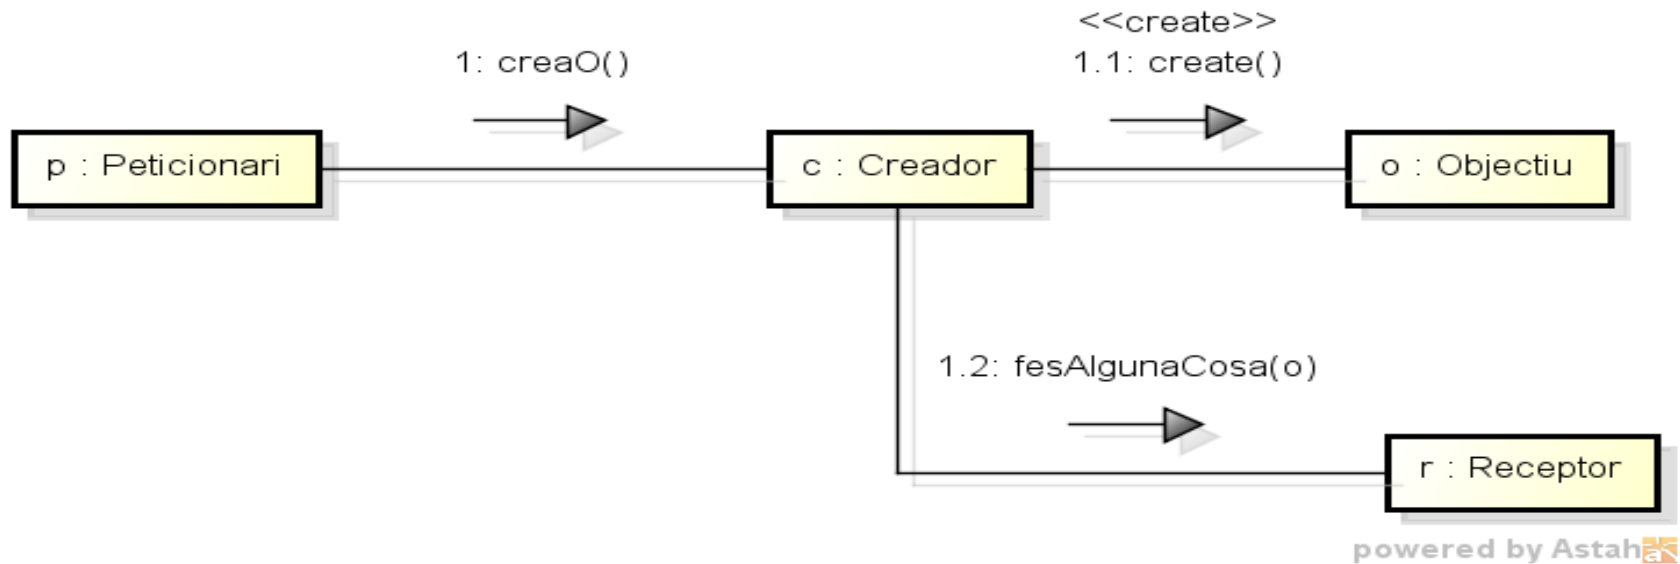 <<create>>
1: creaO()
1.1: create()
p : Peticionari
c : Creador
o : Objectiu
1.2: fesAlgunaCosa(o)
r : Receptor
powered by Astah